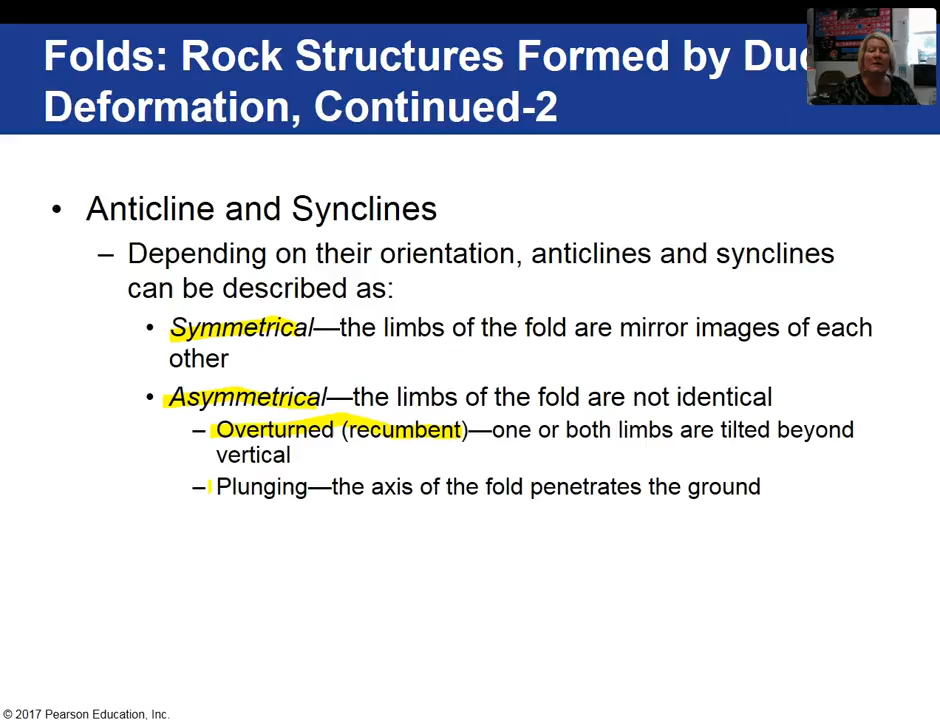 Folds: Rock Structures Formed by
Deformation, Continued-2
• Anticline and Synclines
– Depending on their orientation, anticlines and synclines
can be described as:
• Symmetrical—the limbs of the fold are mirror images of each
other
• Asymmetrical—the limbs of the fold are not identical
– Overturned (recumbent)—one or both limbs are tilted beyond
vertical
– Plunging—the axis of the fold penetrates the ground
© 2017 Pearson Education, Inc.